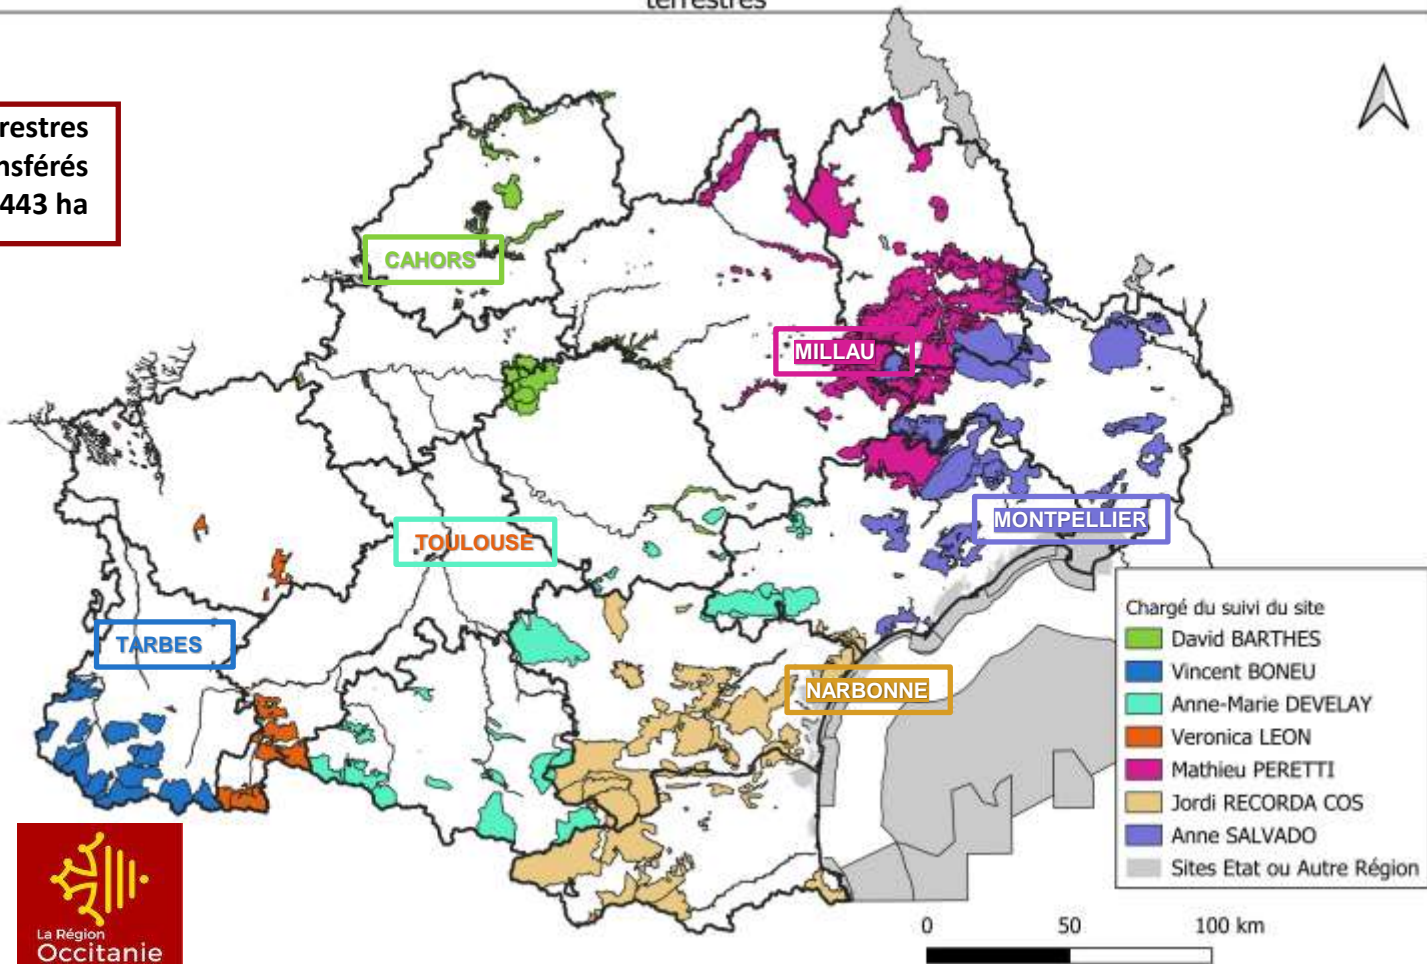 terrestres
restres
nsférés
443 ha
CAHORS
MILLAU
MONTPELLIER
TOULOUSE
TARBES
NARBONNE
Chargé du suivi du site
David BARTHES
Vincent BONEU
Anne-Marie DEVELAY
Veronica LEON
Mathieu PERETTI
Jordi RECORDA COS
Anne SALVADO
Sites Etat ou Autre Région
0 50 100 km
La Région
Occitanie